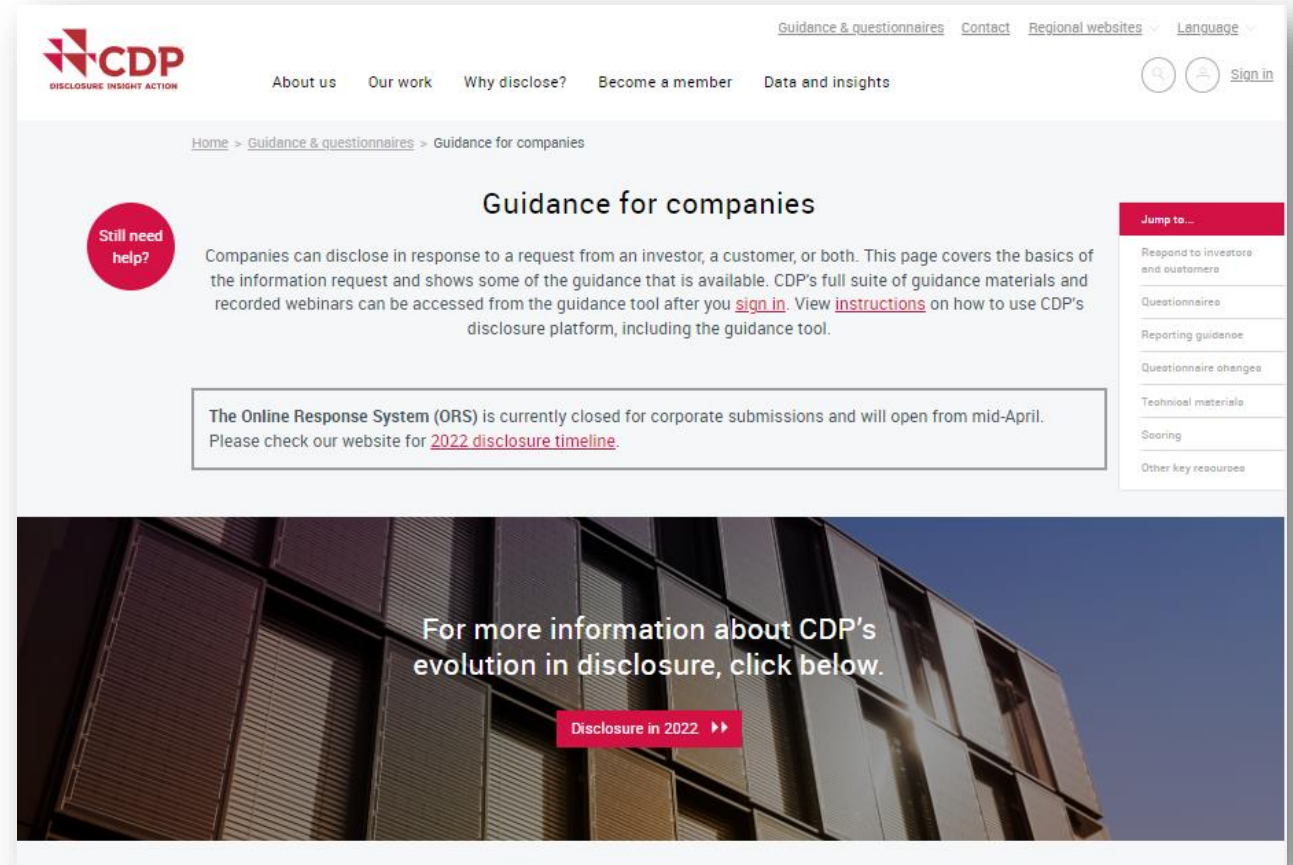 Guidance & questionnaires Contact Regional websites Language
CDP
DISCLOSURE INSIGHT ACTION
About us Our work Why disclose? Become a member Data and insights
Sign in
Home > Guidance & questionnaires > Guidance for companies
Still need
help?
Guidance for companies
Companies can disclose in response to a request from an investor, a customer, or both. This page covers the basics of
the information request and shows some of the guidance that is available. CDP's full suite of guidance materials and
recorded webinars can be accessed from the guidance tool after you sign in. View instructions on how to use CDP's
disclosure platform, including the guidance tool.
The Online Response System (ORS) is currently closed for corporate submissions and will open from mid-April.
Please check our website for 2022 disclosure timeline.
Jump to...
Respond to investors
and customers
Questionnaires
Reporting guidance
Questionnaire changes
Technical materials
Scoring
Other key resources
For more information about CDP's
evolution in disclosure, click below.
Disclosure in 2022